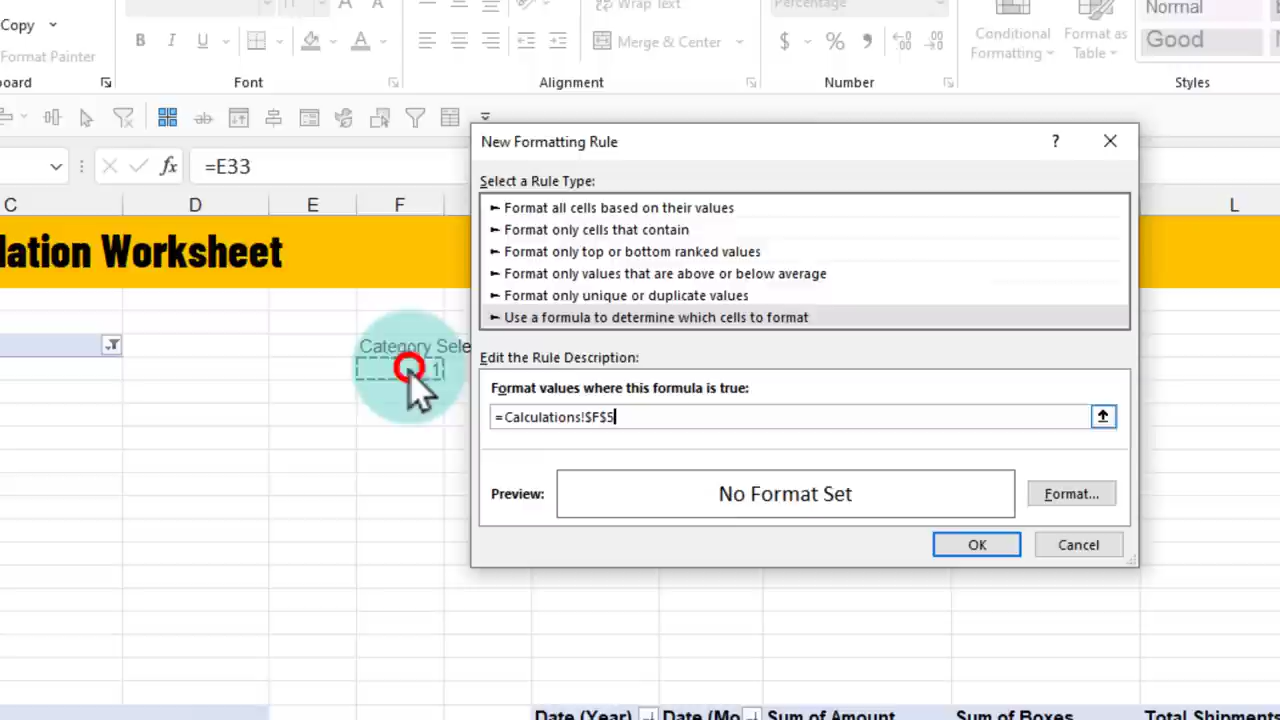 Copy
Format Painter
board
B I U
Font
Wrap Text
Merge & Center
Alignment
Percentage
$ % 
Number
Conditional
Formatting
Format as
Table
Normal
Good
Styles
ab
fx =E33
New Formatting Rule ?
Select a Rule Type:
► Format all cells based on their values
► Format only cells that contain
► Format only top or bottom ranked values
► Format only values that are above or below average
► Format only unique or duplicate values
► Use a formula to determine which cells to format
Edit the Rule Description:
Format values where this formula is true:
=Calculations!$F$5
Preview: No Format Set Format...
OK Cancel
C D E F L
lation Worksheet
Category Sele
1
Date (Year) Date (Mo Sum of Amount Sum of Boxes Total Shipments